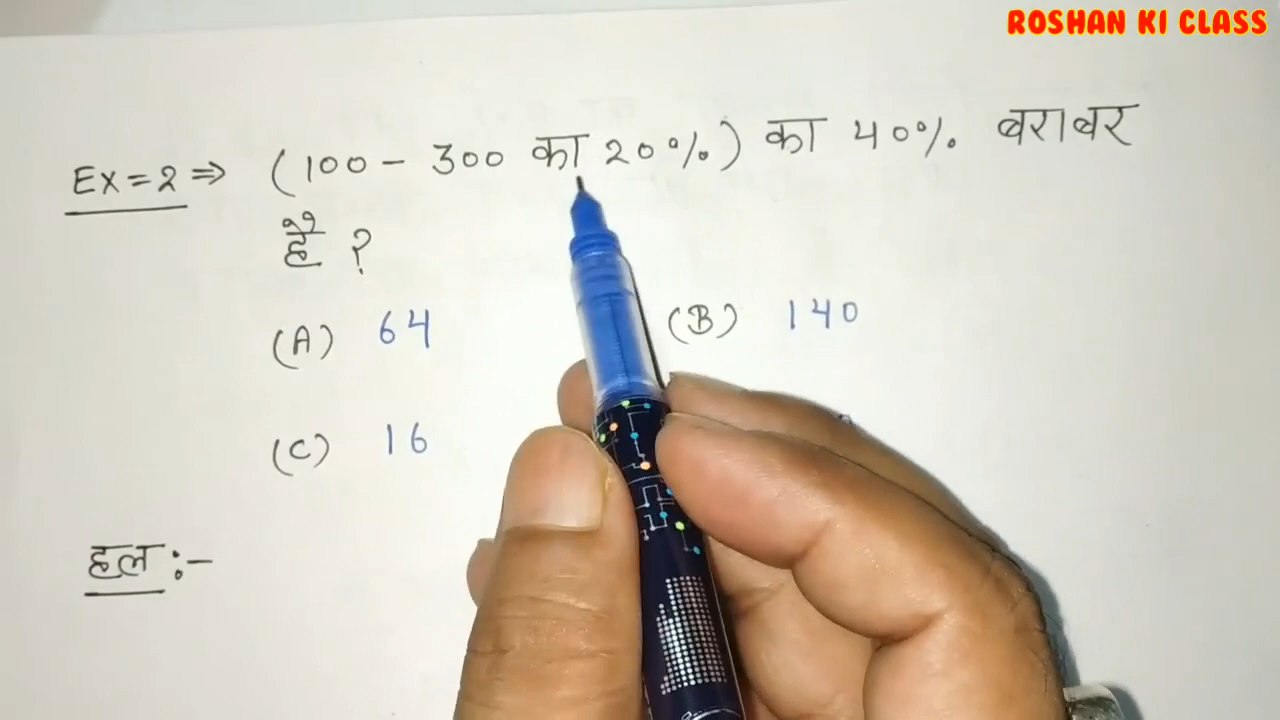 ROSHAN KI CLASS
Ex=2⇒ (100 - 300 का 20%) का 40% बराबर
है ?
(A) 64 (B) 140
(C) 16
हल :-